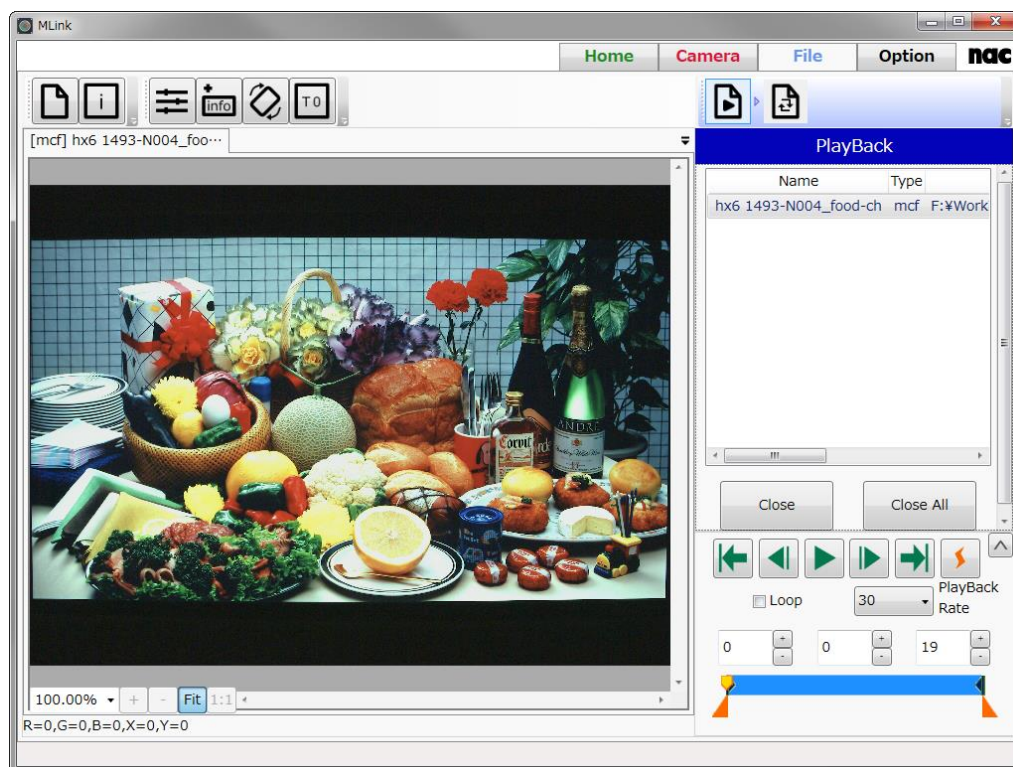 MLink
Home Camera File Option nac
i info T0
[mcf] hx6 1493-N004_foo···
PlayBack
Name Type
hx6 1493-N004_food-ch mcf F:¥Work
ANDRÉ
Corvit
Close Close All
Loop 30 PlayBack Rate
0 + - 0 + - 19 + -
100.00% + - Fit 1:1
R=0,G=0,B=0,X=0,Y=0